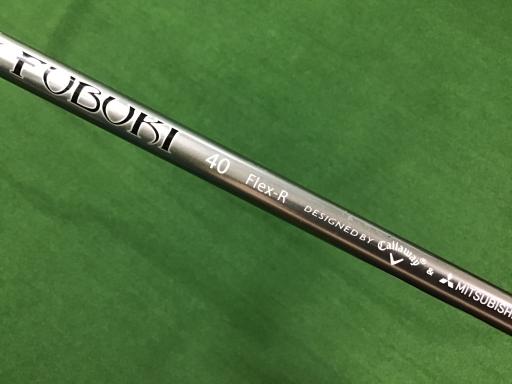 FUBUKI 40 Flex-R DESIGNED BY Callaway® & MITSUBISHI